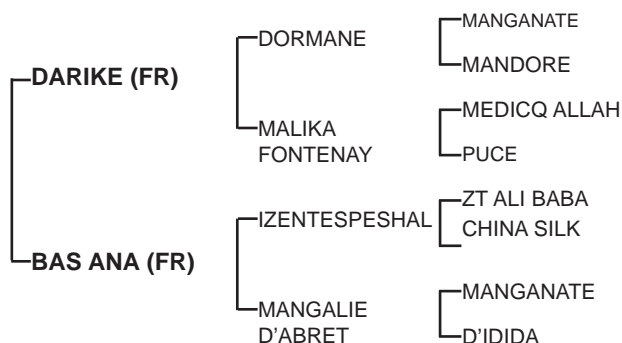 MANGANATE
DORMANE
MANDORE
DARIKE (FR)
MEDICQ ALLAH
MALIKA
FONTENAY
PUCE
ZT ALI BABA
IZENTESPESHAL
CHINA SILK
BAS ANA (FR)
MANGANATE
MANGALIE
D'ABRET
D'IDIDA